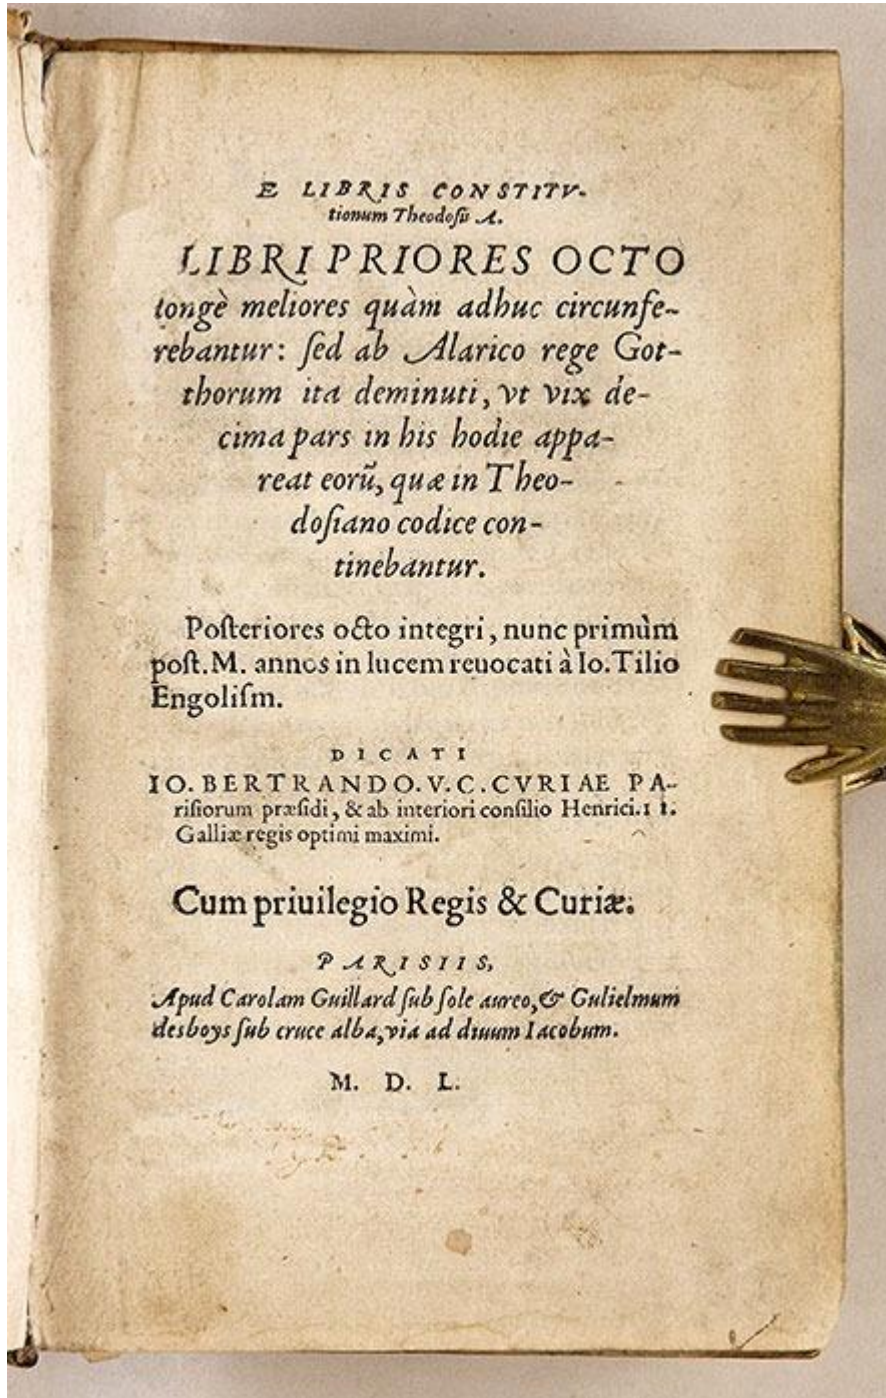 E LIBRIS CONSTITV-
tionum Theodosii A.
LIBRI PRIORES OCTO
longè meliores quàm adhuc circunfe-
rebantur: sed ab Alarico rege Got-
thorum ita deminuti, vt vix de-
cima pars in his hodie appa-
reat eorũ, quæ in Theo-
dosiano codice con-
tinebantur.
Posteriores octo integri, nunc primùm
post.M. annos in lucem reuocati à Io.Tilio
Engolism.
DICATI
IO.BERTRANDO.V.C.CVRIAE PA-
risiorum præsidi, & ab interiori consilio Henrici.II.
Galliæ regis optimi maximi.
Cum priuilegio Regis & Curiæ.
PARISIIS,
Apud Carolam Guillard sub sole aureo, & Gulielmum
desboys sub cruce alba, via ad diuum Iacobum.
M. D. L.